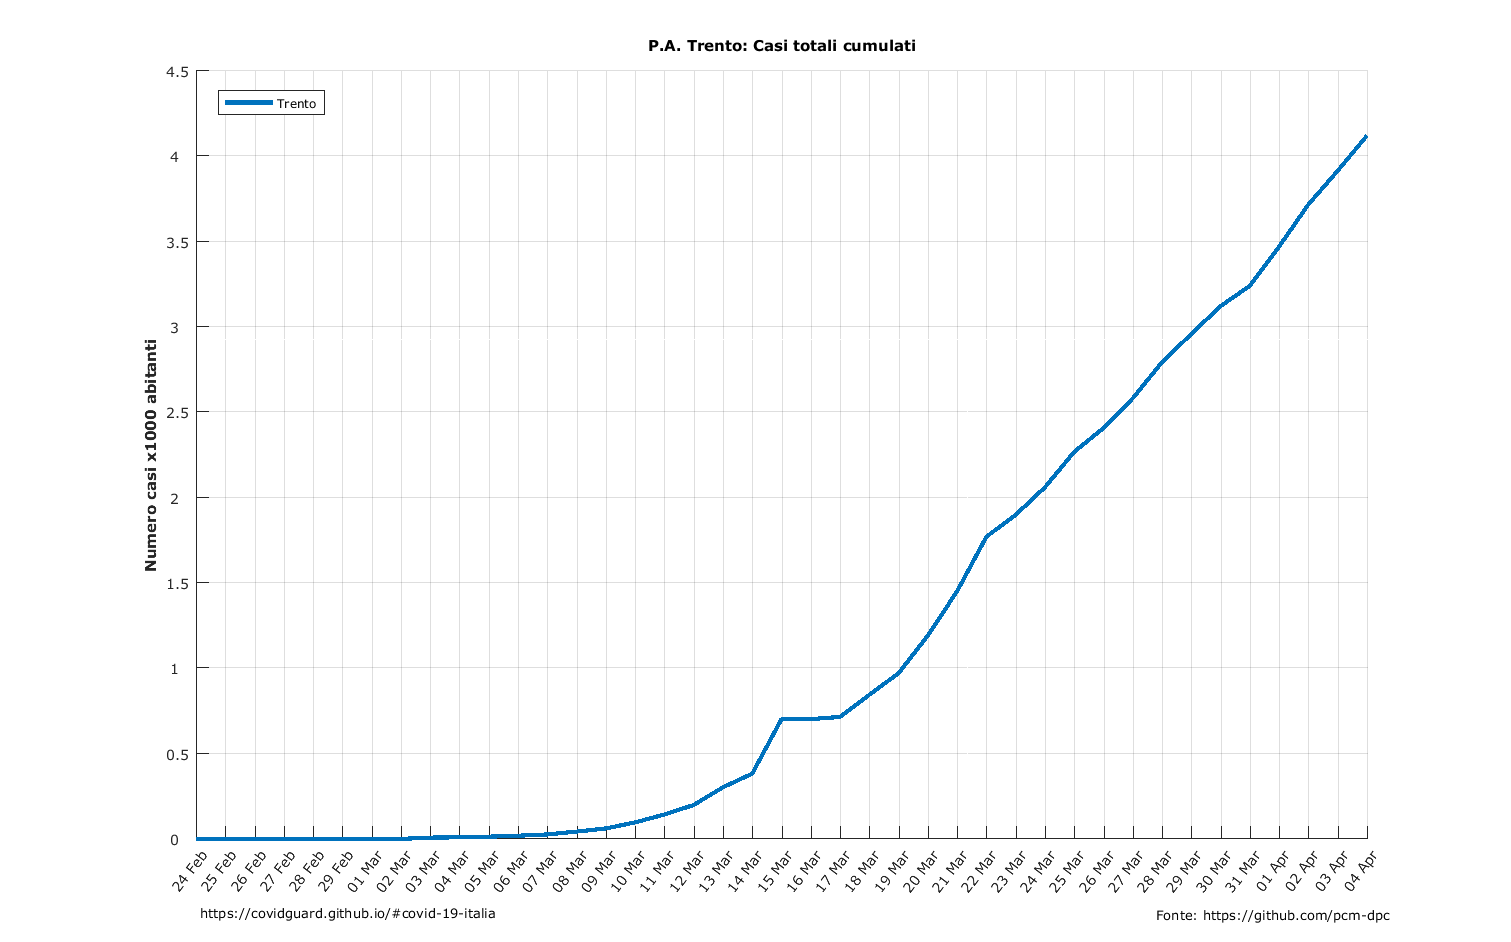 P.A. Trento: Casi totali cumulati
Trento
Numero casi x1000 abitanti
4.5
4
3.5
3
2.5
2
1.5
1
0.5
0
24 Feb
25 Feb
26 Feb
27 Feb
28 Feb
29 Feb
01 Mar
02 Mar
03 Mar
04 Mar
05 Mar
06 Mar
07 Mar
08 Mar
09 Mar
10 Mar
11 Mar
12 Mar
13 Mar
14 Mar
15 Mar
16 Mar
17 Mar
18 Mar
19 Mar
20 Mar
21 Mar
22 Mar
23 Mar
24 Mar
25 Mar
26 Mar
27 Mar
28 Mar
29 Mar
30 Mar
31 Mar
01 Apr
02 Apr
03 Apr
04 Apr
https://covidguard.github.io/#covid-19-italia
Fonte: https://github.com/pcm-dpc